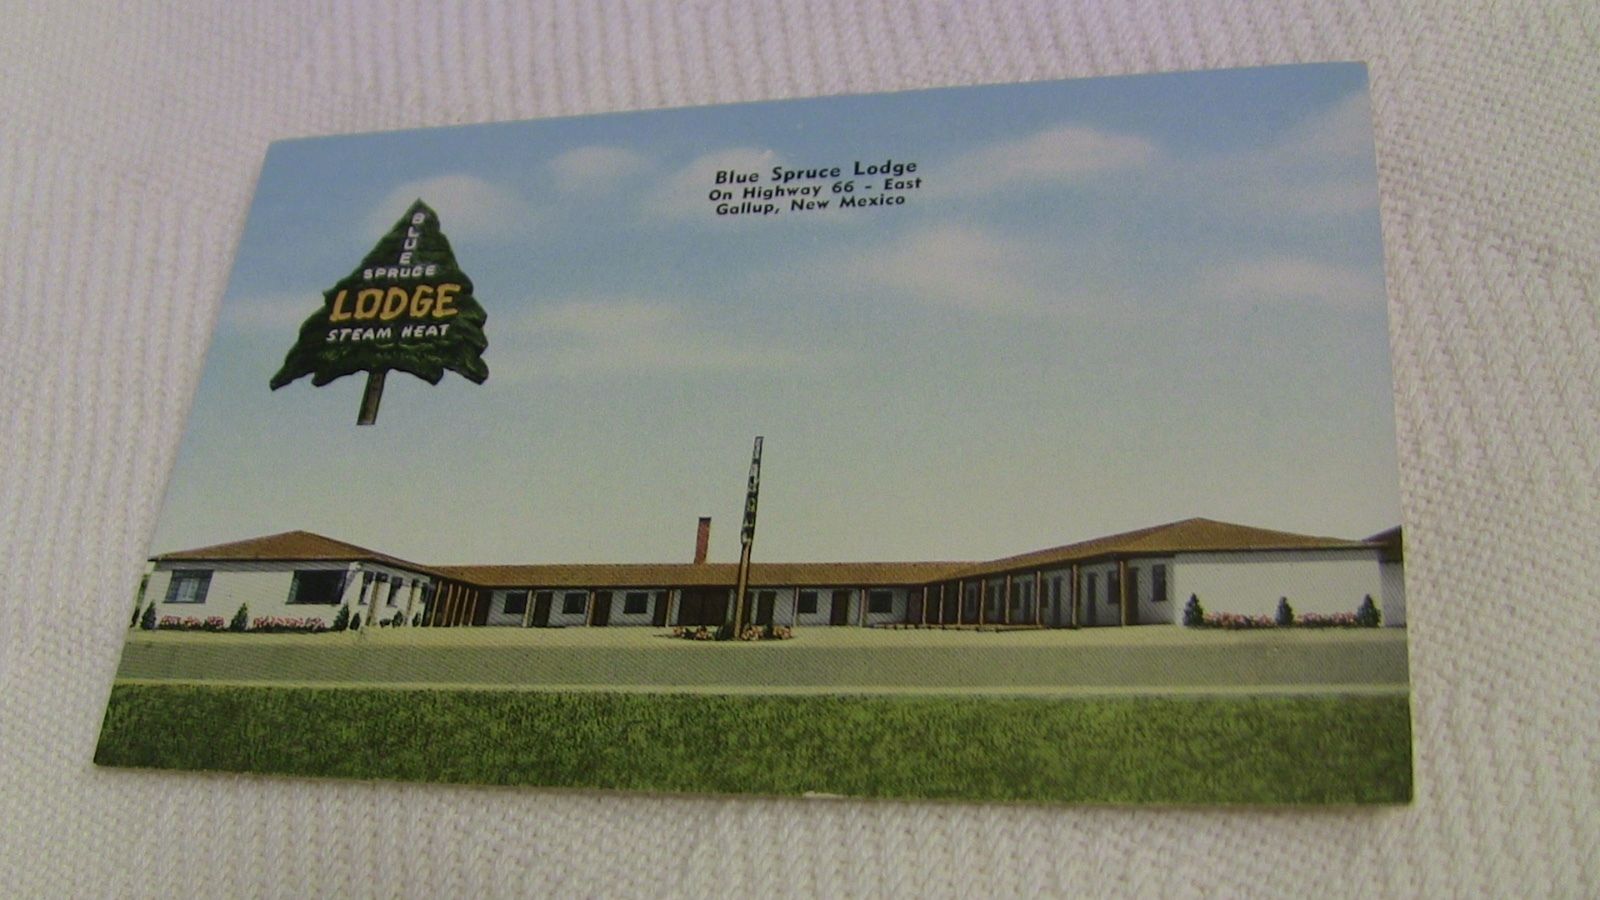 Blue Spruce Lodge
On Highway 66 - East
Gallup, New Mexico
BLUE
SPRUCE
LODGE
STEAM HEAT